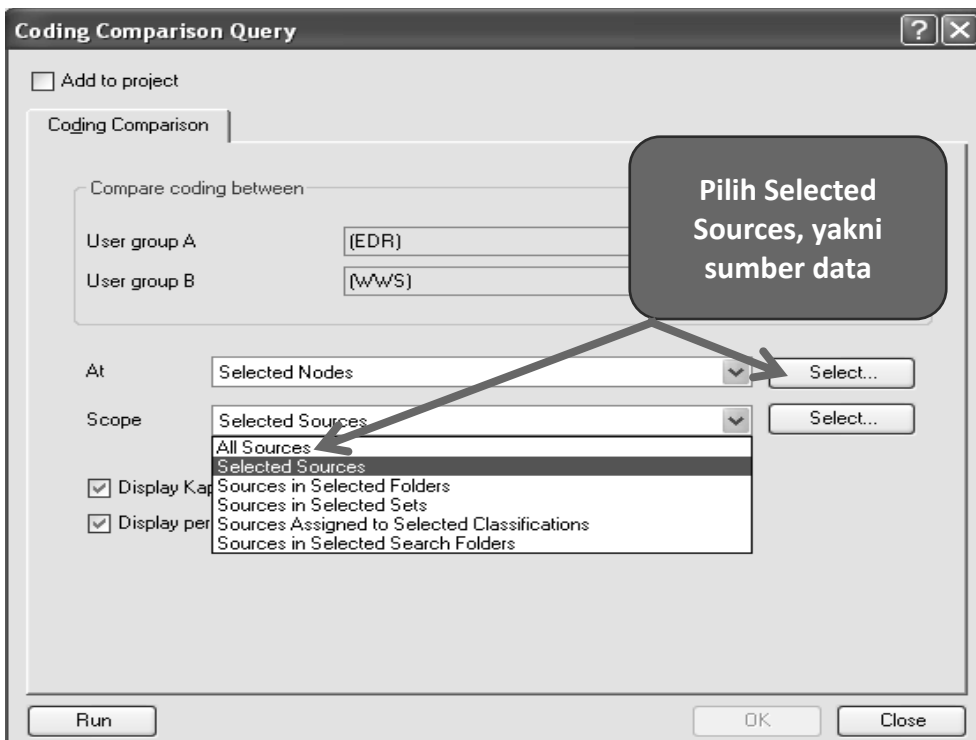 Coding Comparison Query
Add to project
Coding Comparison
Compare coding between
User group A
(EDR)
User group B
(WWS)
Pilih Selected
Sources, yakni
sumber data
At
Selected Nodes
Select...
Scope
Selected Sources
Select...
All Sources
Selected Sources
Sources in Selected Folders
Sources in Selected Sets
Sources Assigned to Selected Classifications
Sources in Selected Search Folders
Display
Display
Run
OK
Close